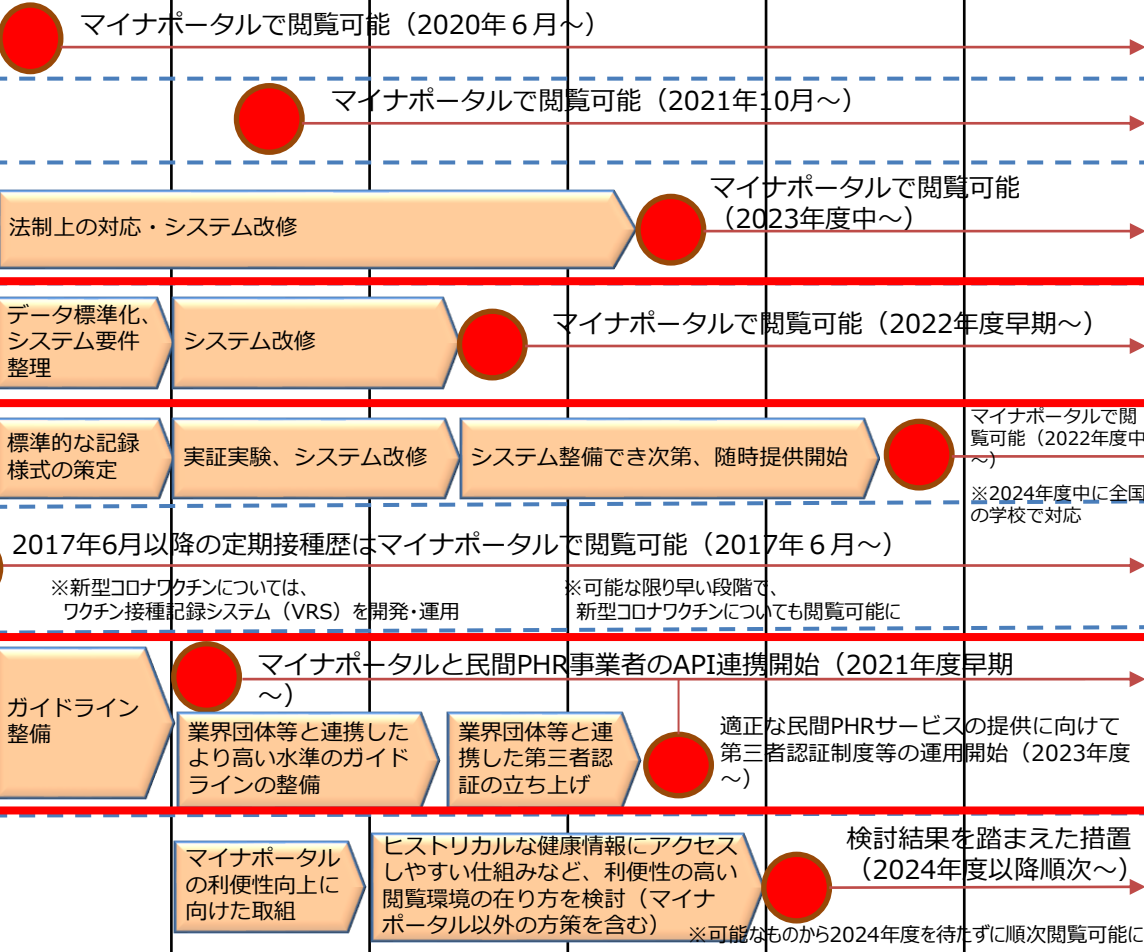 マイナポータルで閲覧可能（2020年６月～）
マイナポータルで閲覧可能（2021年10月～）
法制上の対応・システム改修
マイナポータルで閲覧可能
（2023年度中～）
データ標準化、
システム要件
整理
システム改修
マイナポータルで閲覧可能（2022年度早期～）
標準的な記録
様式の策定
実証実験、システム改修
システム整備でき次第、随時提供開始
マイナポータルで閲
覧可能（2022年度中
～）
※2024年度中に全国
の学校で対応
2017年6月以降の定期接種歴はマイナポータルで閲覧可能（2017年６月～）
※新型コロナワクチンについては、
ワクチン接種記録システム（VRS）を開発・運用
※可能な限り早い段階で、
新型コロナワクチンについても閲覧可能に
ガイドライン
整備
マイナポータルと民間PHR事業者のAPI連携開始（2021年度早期
～）
業界団体等と連携した
より高い水準のガイド
ラインの整備
業界団体等と連
携した第三者認
証の立ち上げ
適正な民間PHRサービスの提供に向けて
第三者認証制度等の運用開始（2023年度
～）
マイナポータル
の利便性向上に
向けた取組
ヒストリカルな健康情報にアクセス
しやすい仕組みなど、利便性の高い
閲覧環境の在り方を検討（マイナ
ポータル以外の方策を含む）
検討結果を踏まえた措置
（2024年度以降順次～）
※可能なものから2024年度を待たずに順次閲覧可能に